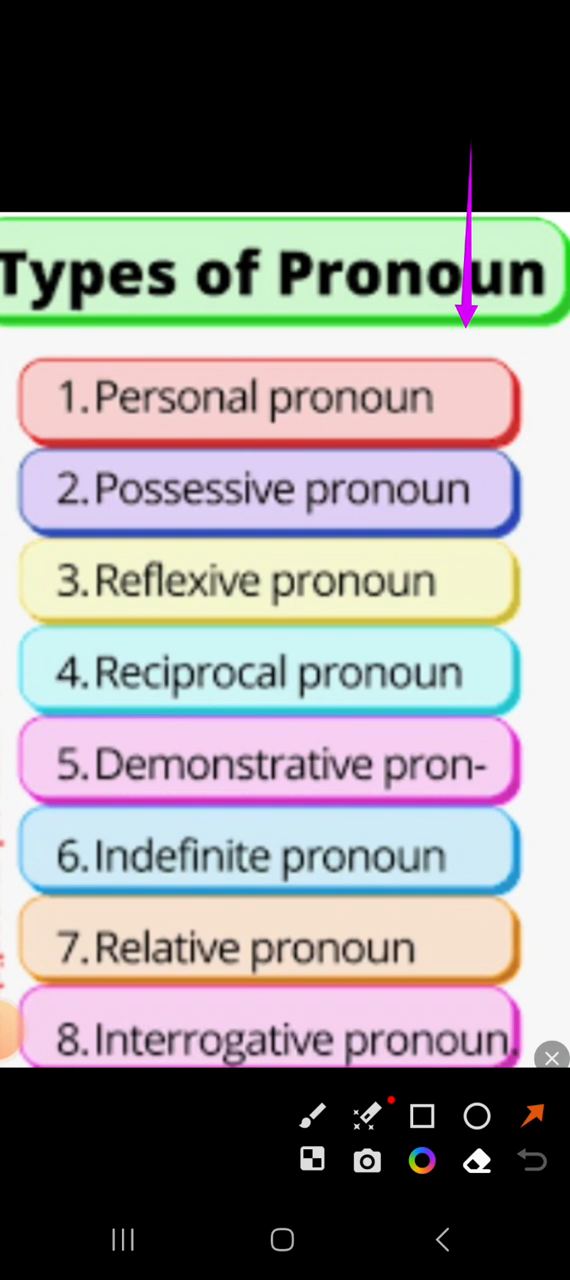 Types of Pronoun
1. Personal pronoun
2. Possessive pronoun
3. Reflexive pronoun
4. Reciprocal pronoun
5. Demonstrative pron-
6. Indefinite pronoun
7. Relative pronoun
8. Interrogative pronoun.